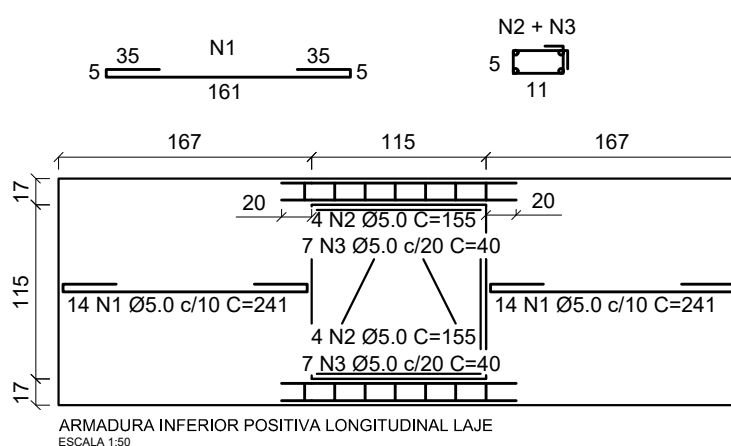 N1
35
35
5
5
161
N2 + N3
5
11
167
115
167
17
20
20
4 N2 Ø5.0 C=155
7 N3 Ø5.0 c/20 C=40
115
14 N1 Ø5.0 c/10 C=241
14 N1 Ø5.0 c/10 C=241
4 N2 Ø5.0 C=155
7 N3 Ø5.0 c/20 C=40
17
ARMADURA INFERIOR POSITIVA LONGITUDINAL LAJE
ESCALA 1:50